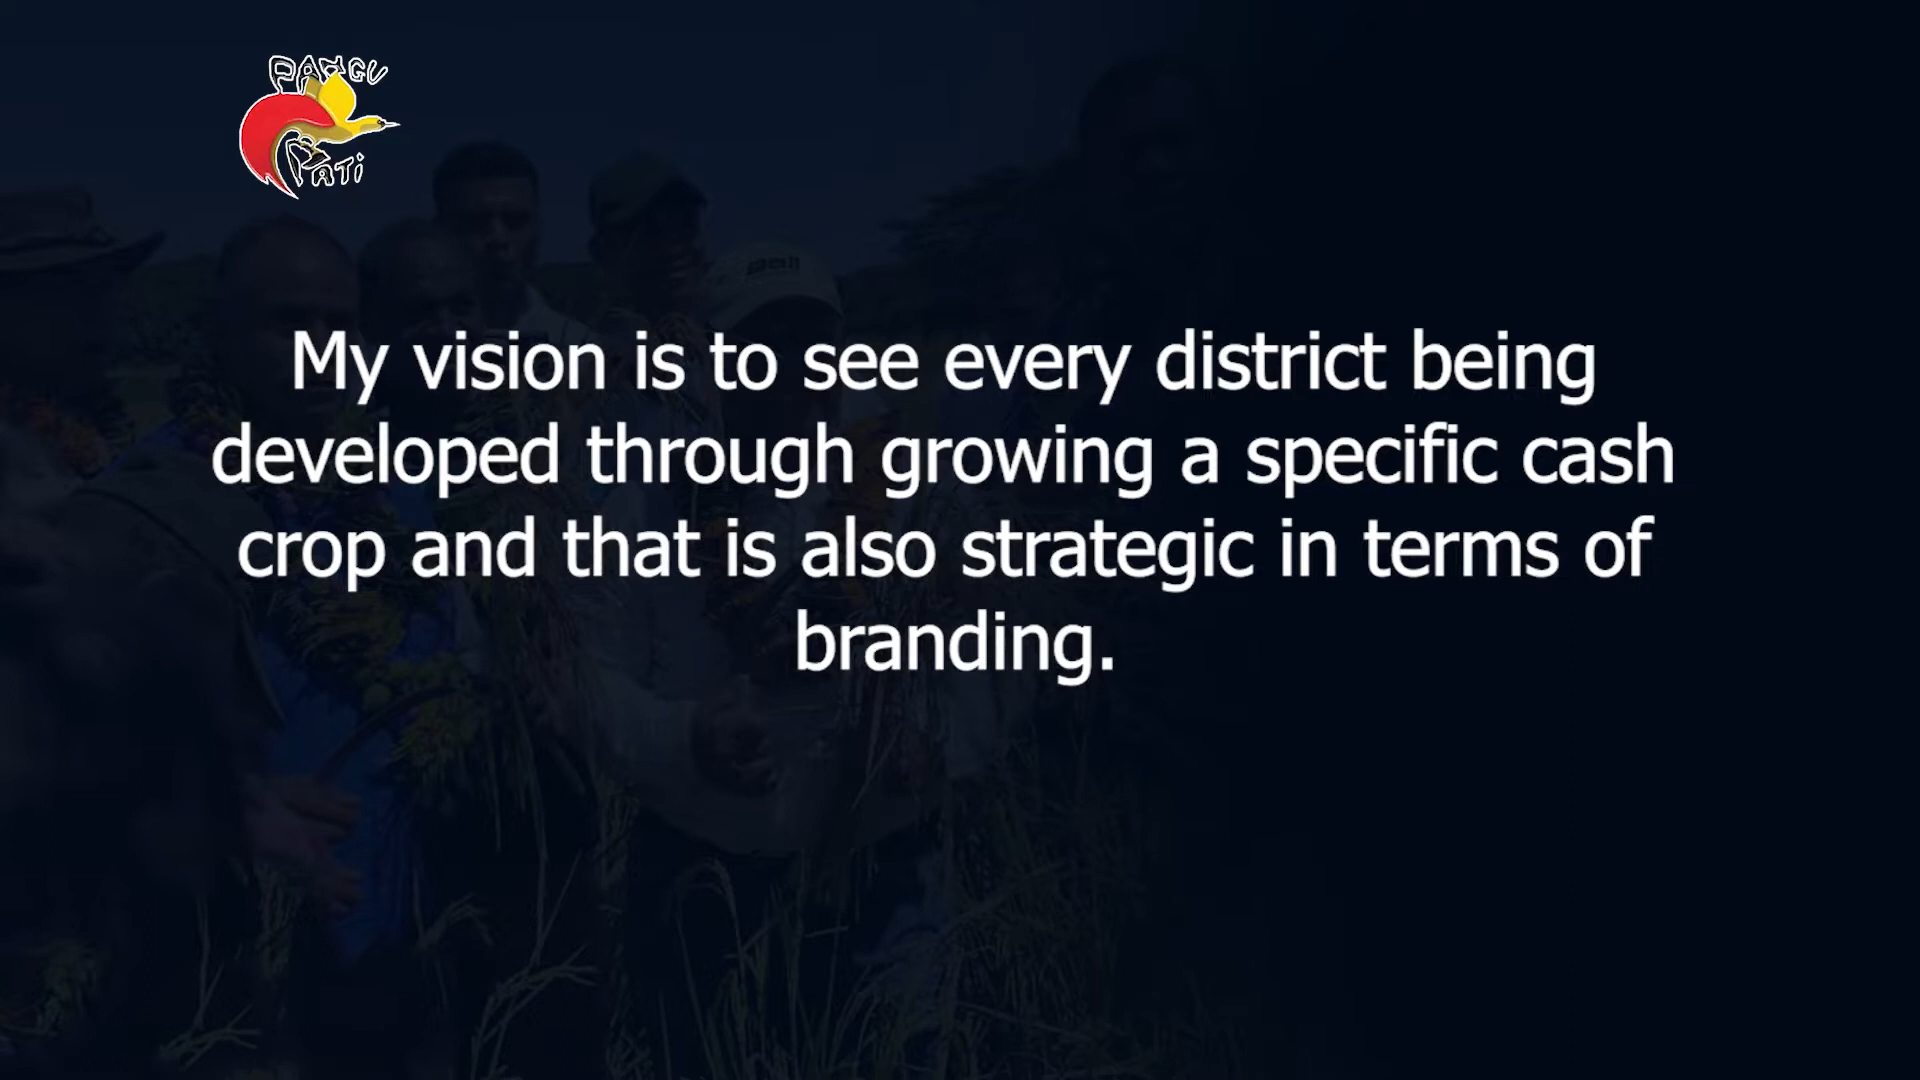 PANGU
PATi
My vision is to see every district being
developed through growing a specific cash
crop and that is also strategic in terms of
branding.